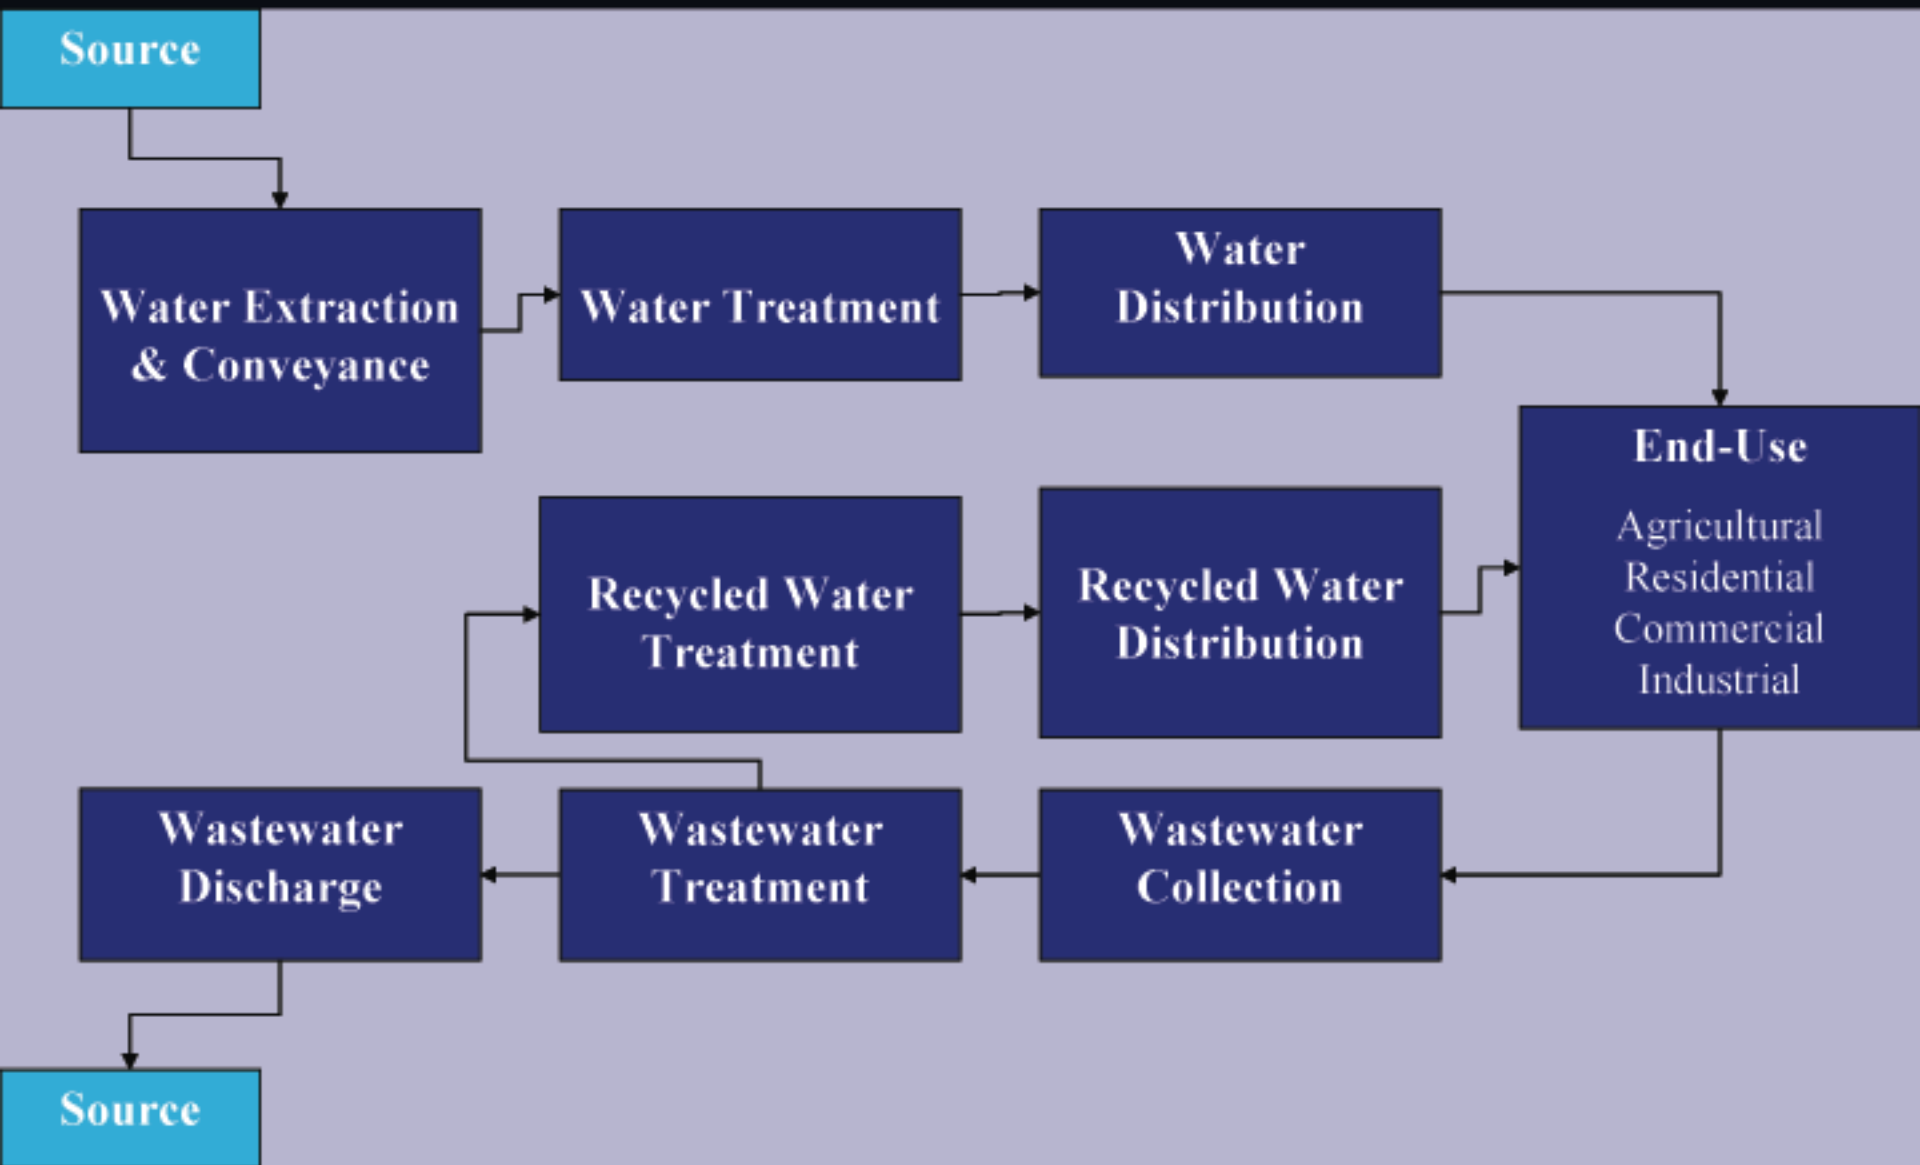 Source
Water Extraction
& Conveyance
Water Treatment
Water
Distribution
End-Use
Agricultural
Residential
Commercial
Industrial
Recycled Water
Treatment
Recycled Water
Distribution
Wastewater
Discharge
Wastewater
Treatment
Wastewater
Collection
Source